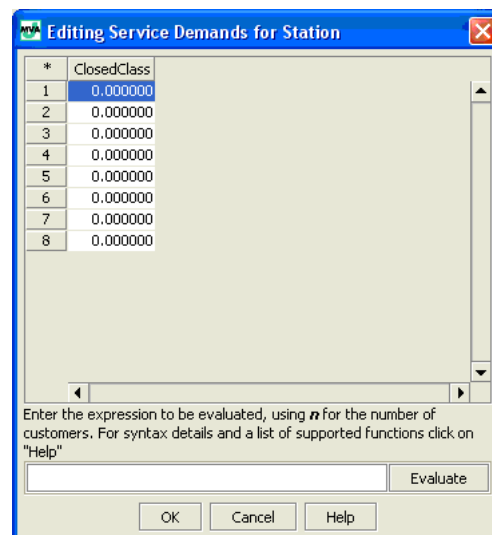 MVA Editing Service Demands for Station
* ClosedClass
1 0.000000
2 0.000000
3 0.000000
4 0.000000
5 0.000000
6 0.000000
7 0.000000
8 0.000000
Enter the expression to be evaluated, using n for the number of
customers. For syntax details and a list of supported functions click on
"Help"
Evaluate
OK Cancel Help